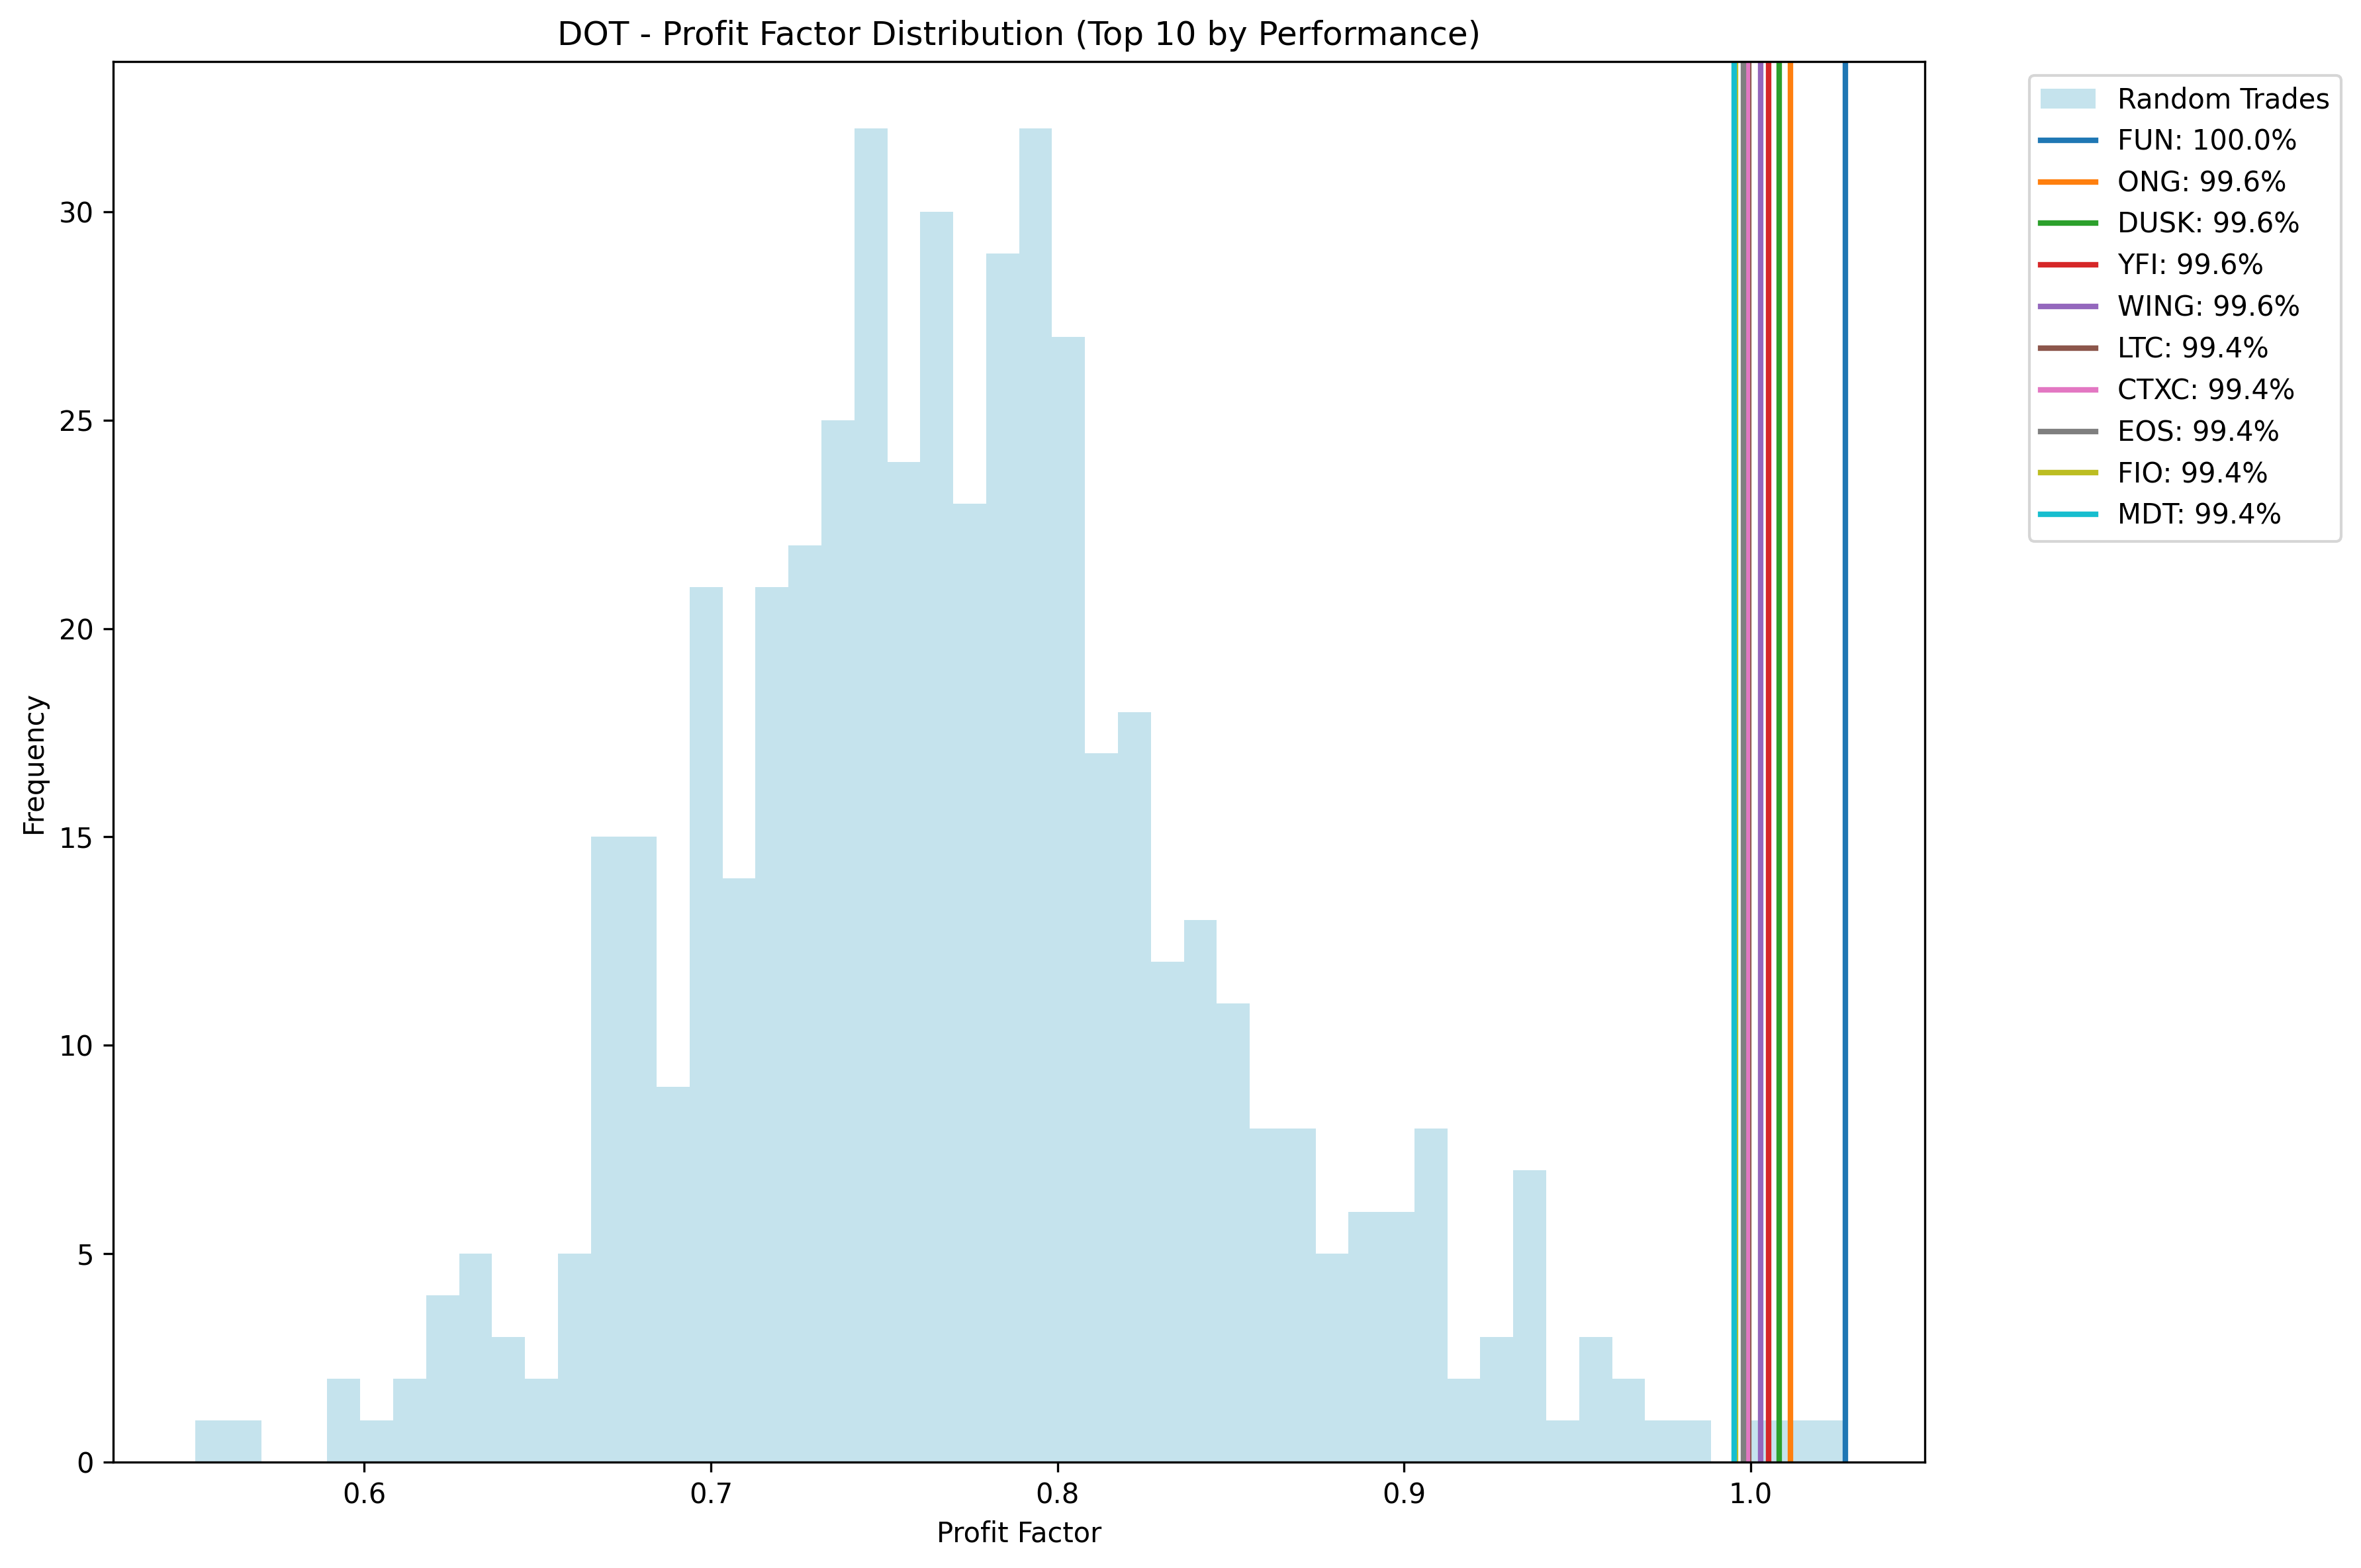 DOT - Profit Factor Distribution (Top 10 by Performance)
Random Trades
FUN: 100.0%
ONG: 99.6%
DUSK: 99.6%
YFI: 99.6%
WING: 99.6%
LTC: 99.4%
CTXC: 99.4%
EOS: 99.4%
FIO: 99.4%
MDT: 99.4%
Frequency
30
25
20
15
10
5
0
0.6
0.7
0.8
0.9
1.0
Profit Factor